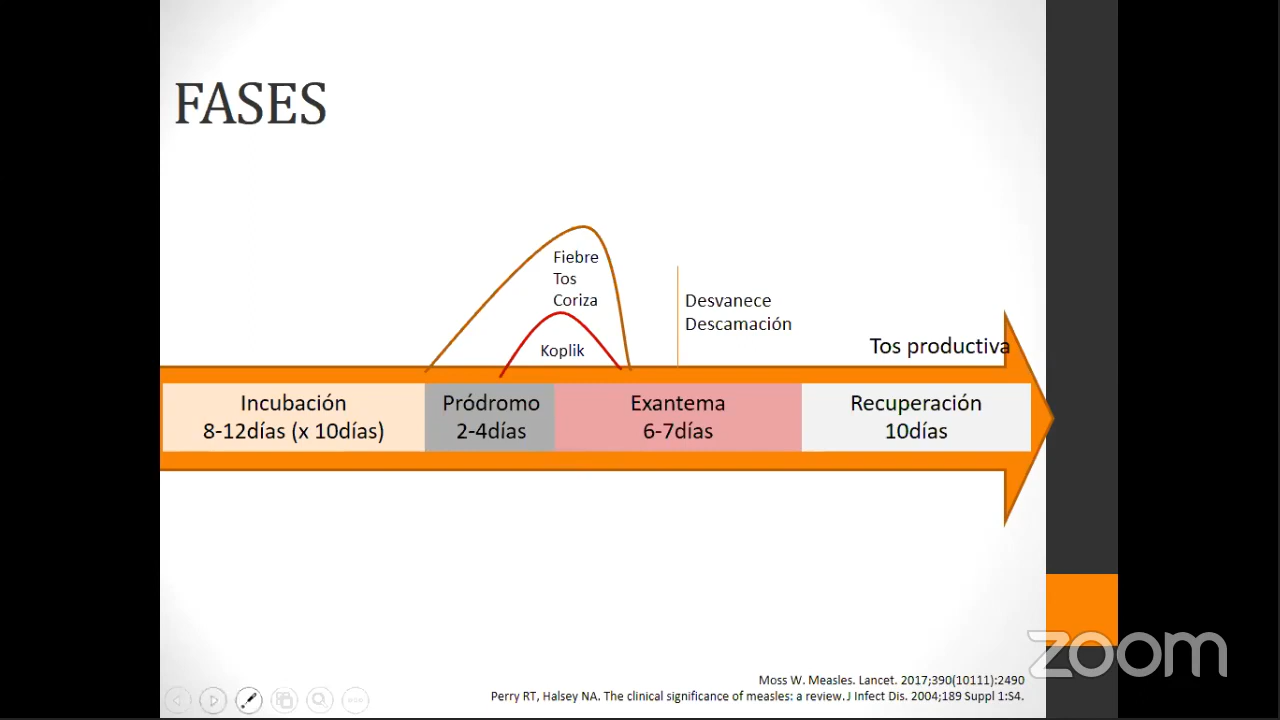 FASES
Fiebre
Tos
Coriza
Koplik
Desvanece
Descamación
Tos productiva
Incubación
8-12días (x 10días)
Pródromo
2-4días
Exantema
6-7días
Recuperación
10días
Moss W. Measles. Lancet. 2017;390(10111):2490
Perry RT, Halsey NA. The clinical significance of measles: a review. J Infect Dis. 2004;189 Suppl 1:S4.
zoom